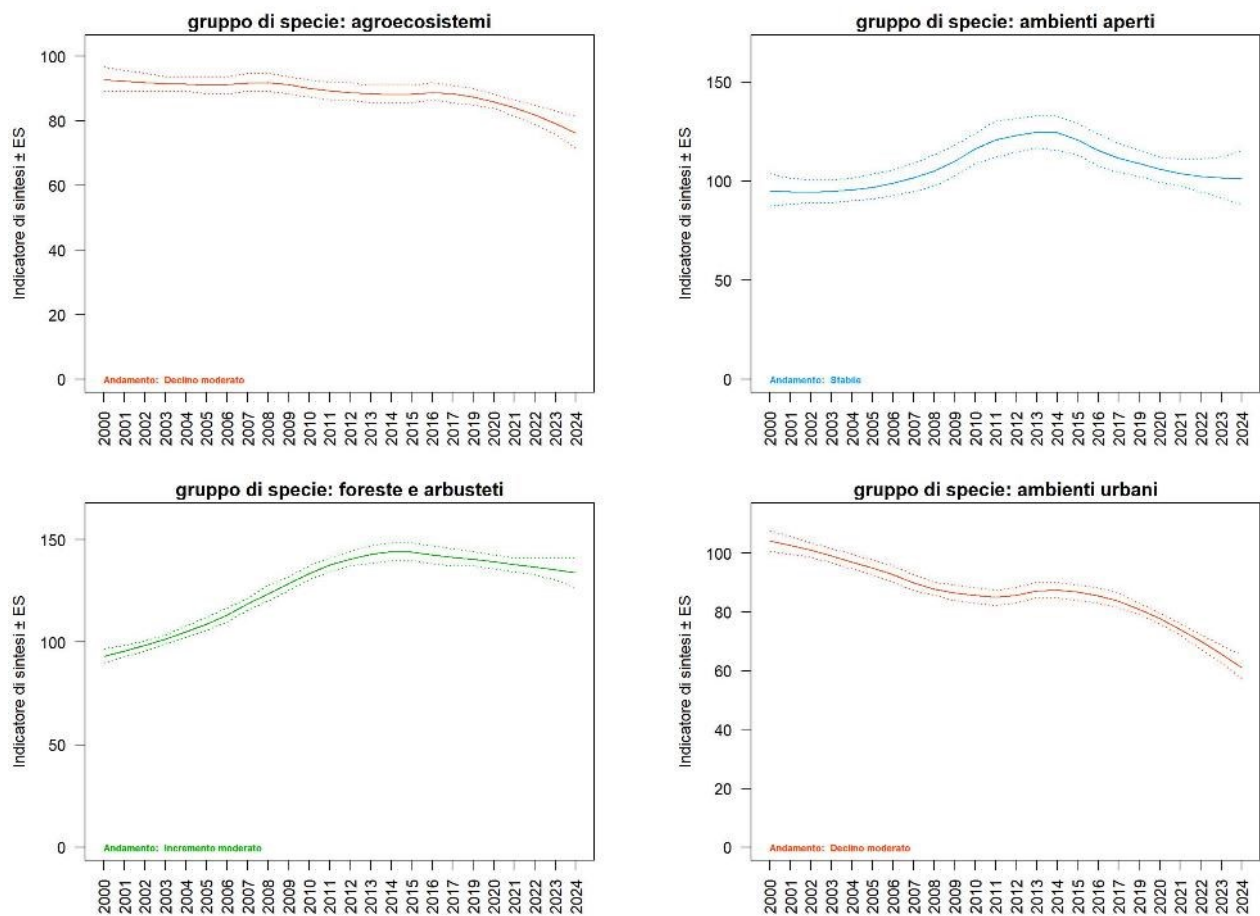 gruppo di specie: agroecosistemi
Indicatore di sintesi ± ES
100
80
60
40
20
0
Andamento: Declino moderato
2000 2001 2002 2003 2004 2005 2006 2007 2008 2009 2010 2011 2012 2013 2014 2015 2016 2017 2018 2019 2020 2021 2022 2023 2024
gruppo di specie: ambienti aperti
Indicatore di sintesi ± ES
150
100
50
0
Andamento: Stabile
2000 2001 2002 2003 2004 2005 2006 2007 2008 2009 2010 2011 2012 2013 2014 2015 2016 2017 2018 2019 2020 2021 2022 2023 2024
gruppo di specie: foreste e arbusteti
Indicatore di sintesi ± ES
150
100
50
0
Andamento: Incremento moderato
2000 2001 2002 2003 2004 2005 2006 2007 2008 2009 2010 2011 2012 2013 2014 2015 2016 2017 2018 2019 2020 2021 2022 2023 2024
gruppo di specie: ambienti urbani
Indicatore di sintesi ± ES
100
80
60
40
20
0
Andamento: Declino moderato
2000 2001 2002 2003 2004 2005 2006 2007 2008 2009 2010 2011 2012 2013 2014 2015 2016 2017 2018 2019 2020 2021 2022 2023 2024